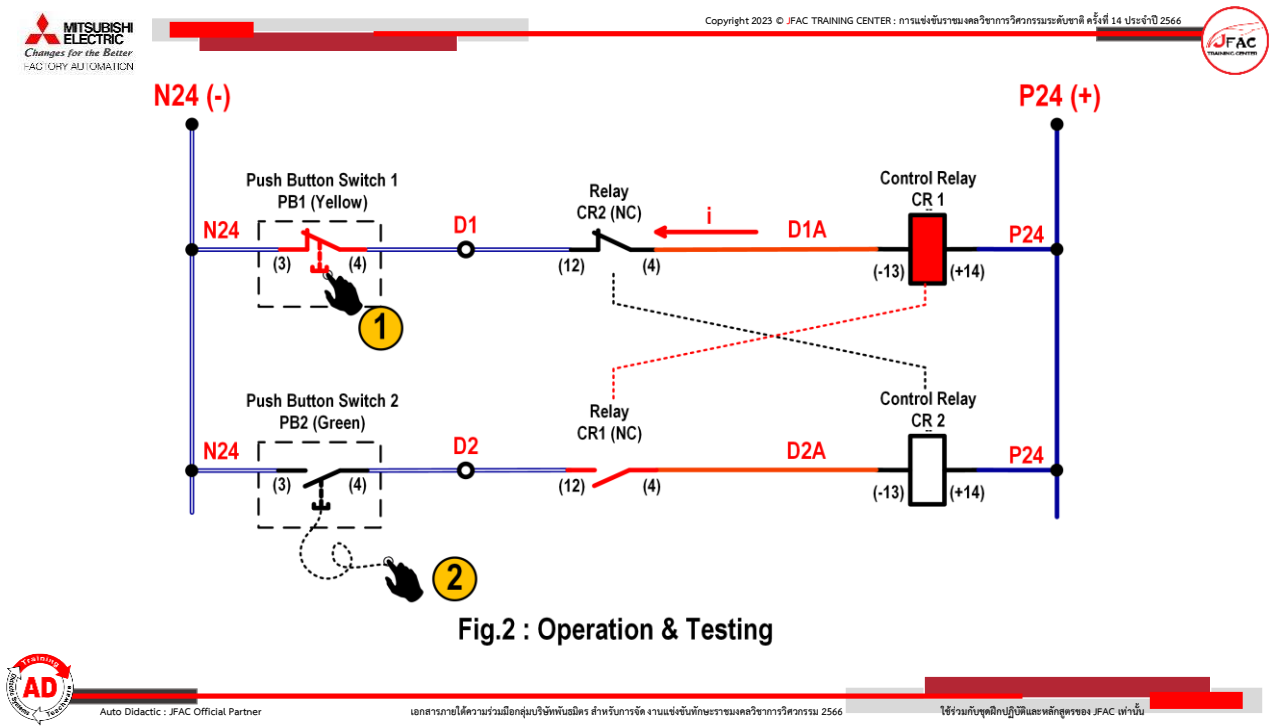 MITSUBISHI
ELECTRIC
Changes for the Better
FACTORY AUTOMATION
Copyright 2023 © JFAC TRAINING CENTER : การแข่งขันราชมงคลวิชาการวิศวกรรมระดับชาติ ครั้งที่ 14 ประจำปี 2566
JFAC
TRAINING CENTER
N24 (-)
P24 (+)
Push Button Switch 1
PB1 (Yellow)
Relay
CR2 (NC)
Control Relay
CR 1
N24
D1
i
D1A
P24
(3)
(4)
(12)
(4)
(-13)
(+14)
1
Push Button Switch 2
PB2 (Green)
Relay
CR1 (NC)
Control Relay
CR 2
N24
D2
D2A
P24
(3)
(4)
(12)
(4)
(-13)
(+14)
2
Fig.2 : Operation & Testing
Training
AD
Auto Didactic : JFAC Official Partner
เอกสารภายใต้ความร่วมมือกลุ่มบริษัทพันธมิตร สำหรับการจัด งานแข่งขันทักษะราชมงคลวิชาการวิศวกรรม 2566
ใช้ร่วมกับชุดฝึกปฏิบัติและหลักสูตรของ JFAC เท่านั้น